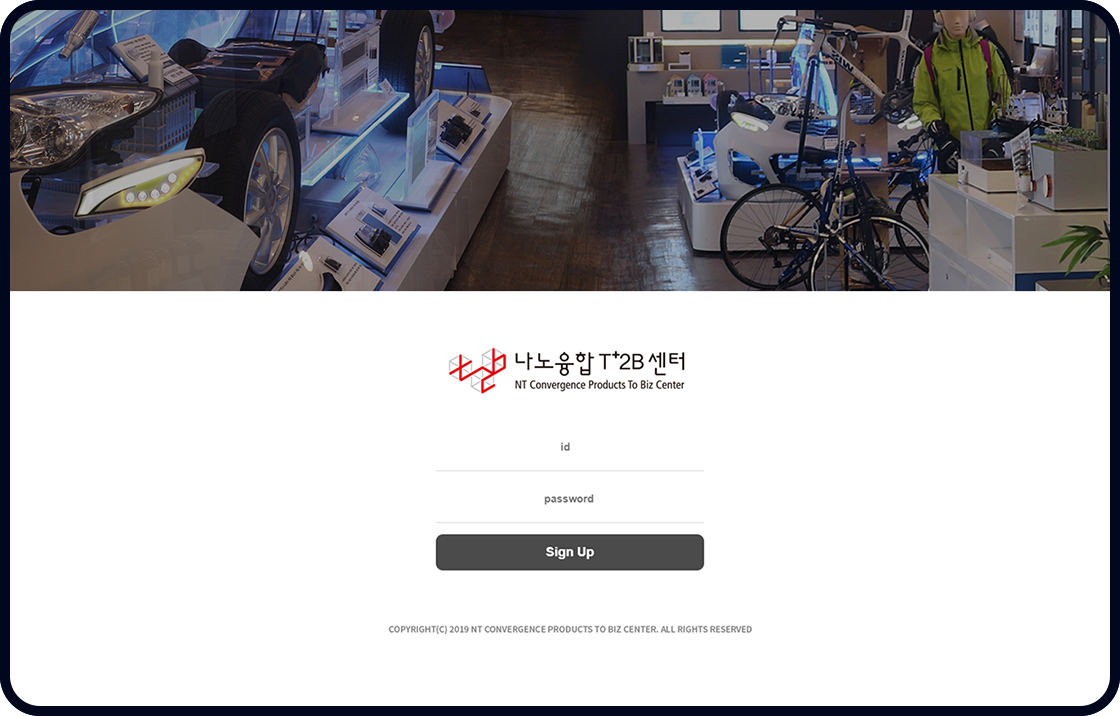 나노융합 T+2B 센터
NT Convergence Products To Biz Center
id
password
Sign Up
COPYRIGHT(C) 2019 NT CONVERGENCE PRODUCTS TO BIZ CENTER. ALL RIGHTS RESERVED